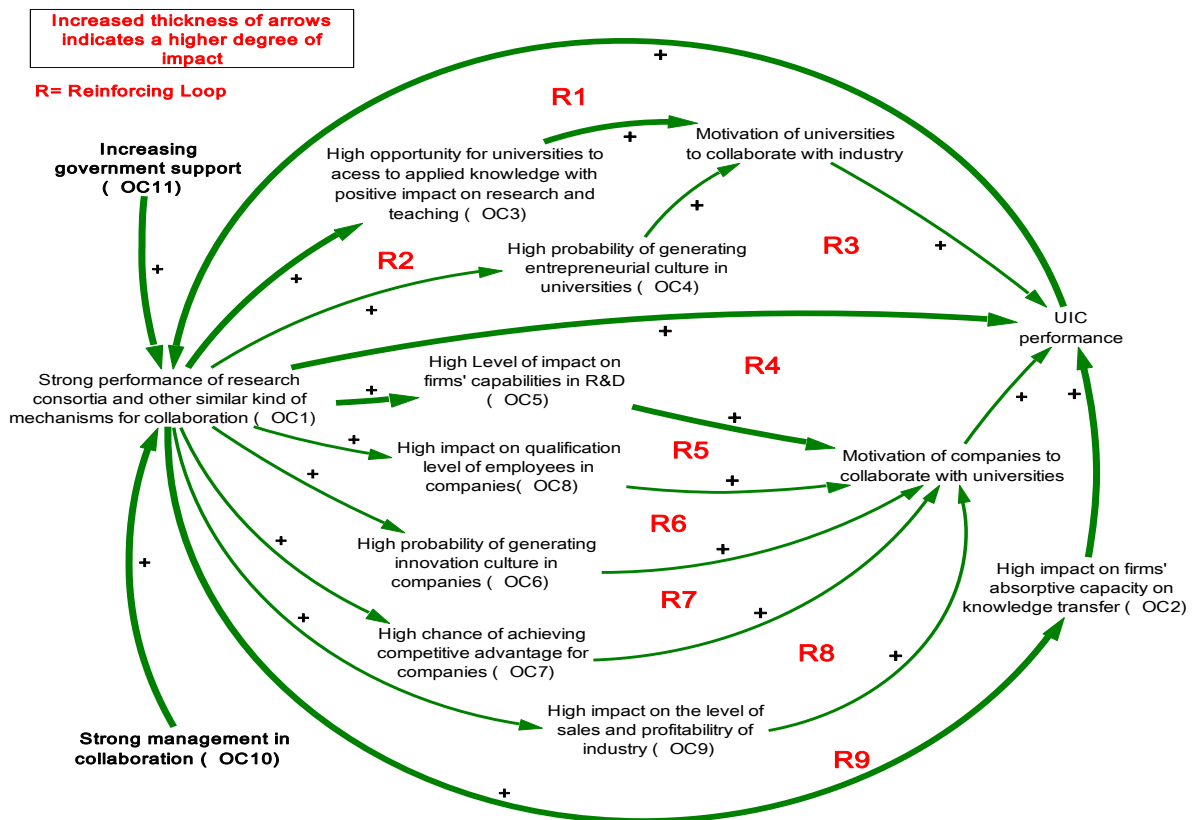 Increased thickness of arrows
indicates a higher degree of
impact
R= Reinforcing Loop
+
R1
Increasing
government support
( OC11)
High opportunity for universities to
acess to applied knowledge with
positive impact on research and
teaching ( OC3)
+
Motivation of universities
to collaborate with industry
+
R2
High probability of generating
entrepreneurial culture in
universities ( OC4)
+
R3
+
+
+
+
+
UIC
performance
Strong performance of research
consortia and other similar kind of
mechanisms for collaboration ( OC1)
High Level of impact on
firms' capabilities in R&D
( OC5)
+
R4
+
+
+
+
High impact on qualification
level of employees in
companies( OC8)
+
R5
+
Motivation of companies to
collaborate with universities
+
High probability of generating
innovation culture in
companies ( OC6)
R6
+
+
+
High impact on firms'
absorptive capacity on
knowledge transfer ( OC2)
High chance of achieving
competitive advantage for
companies ( OC7)
R7
+
+
R8
+
Strong management in
collaboration ( OC10)
High impact on the level of
sales and profitabilitry of
industry ( OC9)
R9
+